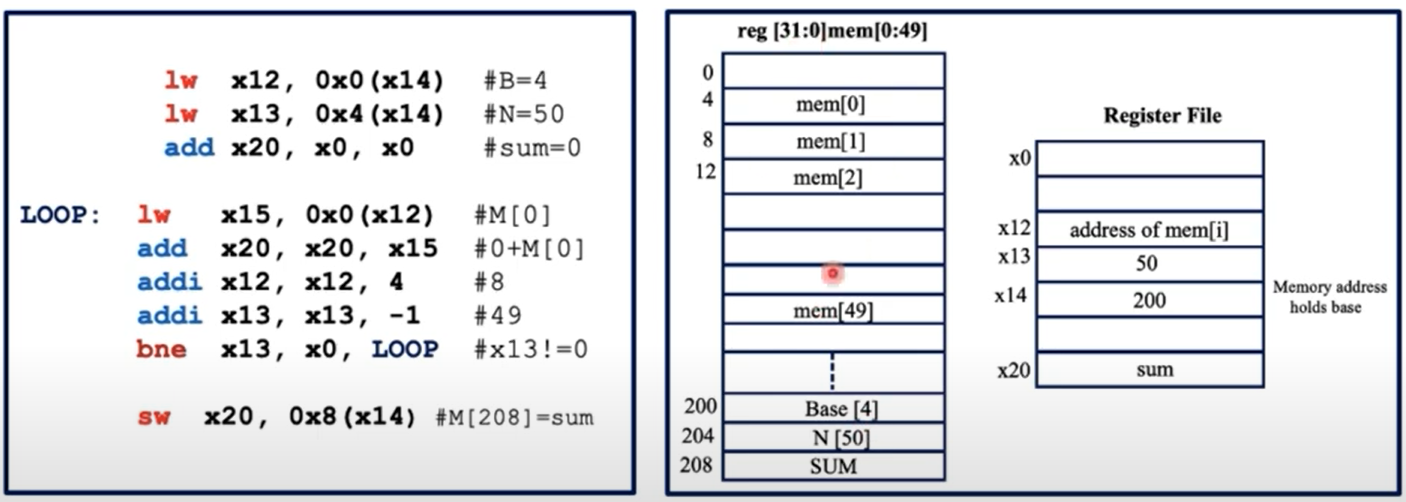 lw x12, 0x0(x14) #B=4
lw x13, 0x4(x14) #N=50
add x20, x0, x0 #sum=0
LOOP: lw x15, 0x0(x12) #M[0]
add x20, x20, x15 #0+M[0]
addi x12, x12, 4 #8
addi x13, x13, -1 #49
bne x13, x0, LOOP #x13!=0
sw x20, 0x8(x14) #M[208]=sum
reg [31:0]mem[0:49]
0
4 mem[0]
8 mem[1]
12 mem[2]
mem[49]
200 Base [4]
204 N [50]
208 SUM
Register File
x0
x12 address of mem[i]
x13 50
x14 200
x20 sum
Memory address
holds base